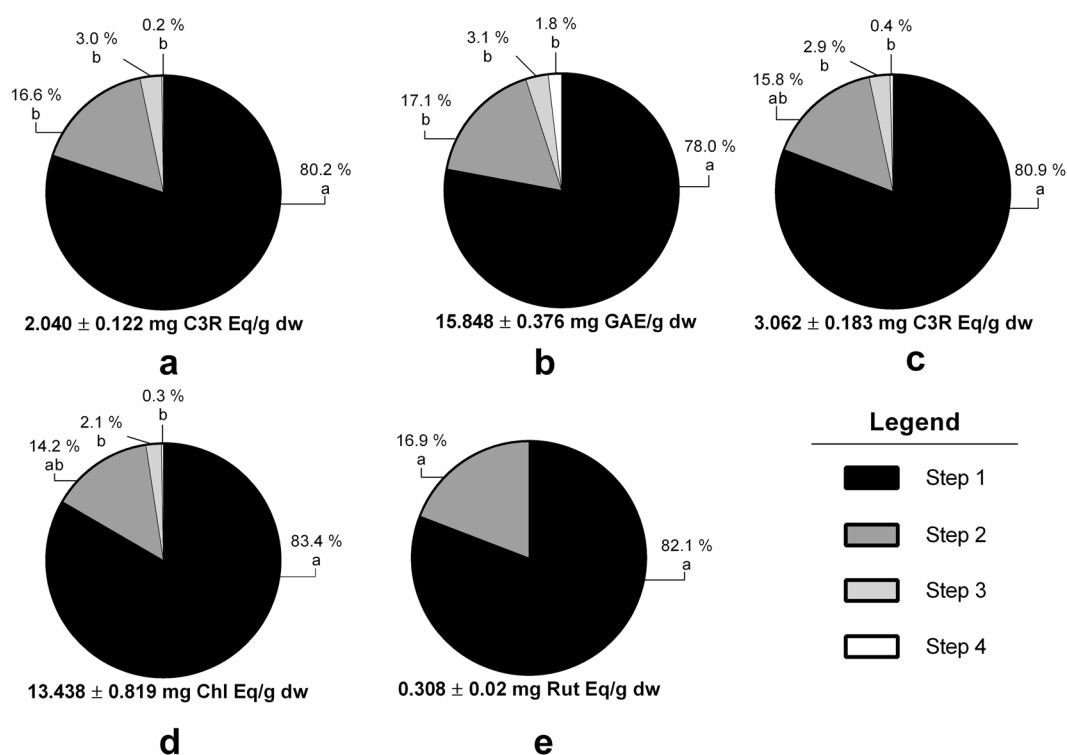 0.2 %
b
3.0 %
b
16.6 %
b
80.2 %
a
2.040 ± 0.122 mg C3R Eq/g dw
a
1.8 %
b
3.1 %
b
17.1 %
b
78.0 %
a
15.848 ± 0.376 mg GAE/g dw
b
0.4 %
b
2.9 %
b
15.8 %
ab
80.9 %
a
3.062 ± 0.183 mg C3R Eq/g dw
c
0.3 %
b
2.1 %
b
14.2 %
ab
83.4 %
a
13.438 ± 0.819 mg Chl Eq/g dw
d
16.9 %
a
82.1 %
a
0.308 ± 0.02 mg Rut Eq/g dw
e
Legend
Step 1
Step 2
Step 3
Step 4